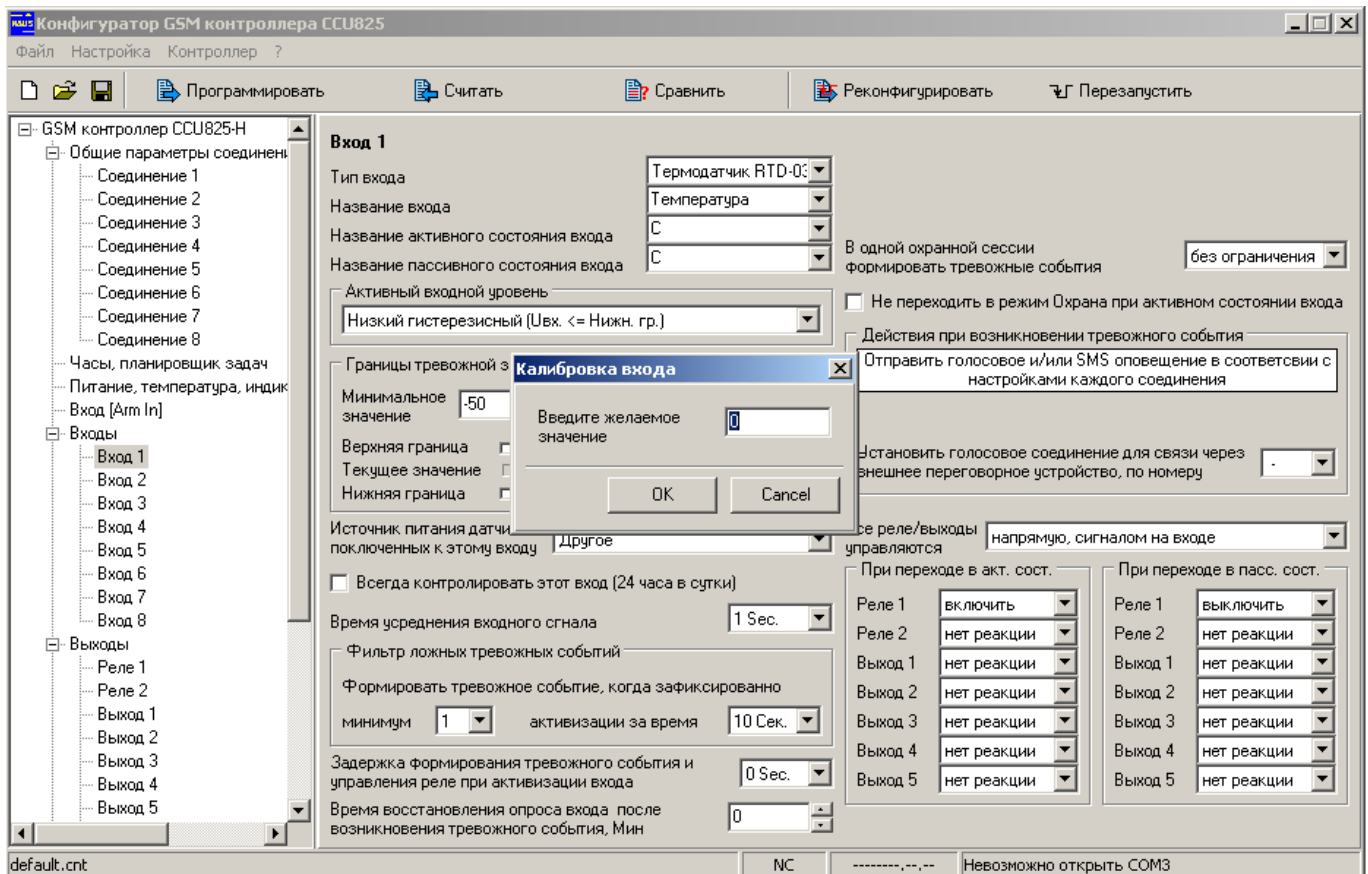 RADSEL
Конфигуратор GSM контроллера CCU825
Файл Настройка Контроллер ?
Программировать Считать Сравнить Реконфигурировать Перезапустить
GSM контроллер CCU825-H
Общие параметры соединени
Соединение 1
Соединение 2
Соединение 3
Соединение 4
Соединение 5
Соединение 6
Соединение 7
Соединение 8
Часы, планировщик задач
Питание, температура, индик
Вход [Arm In]
Входы
Вход 1
Вход 2
Вход 3
Вход 4
Вход 5
Вход 6
Вход 7
Вход 8
Выходы
Реле 1
Реле 2
Выход 1
Выход 2
Выход 3
Выход 4
Выход 5
Вход 1
Тип входа Термодатчик RTD-03
Название входа Температура
Название активного состояния входа C
Название пассивного состояния входа C
Активный входной уровень
Низкий гистерезисный (Uвх. <= Нижн. гр.)
Границы тревожной з
Минимальное
значение -50
Верхняя граница
Текущее значение
Нижняя граница
Источник питания датчи
поключенных к этому входу Другое
Всегда контролировать этот вход (24 часа в сутки)
Время усреднения входного сгнала 1 Sec.
Фильтр ложных тревожных событий
Формировать тревожное событие, когда зафиксированно
минимум 1 активизации за время 10 Сек.
Задержка формирования тревожного события и
управления реле при активизации входа 0 Sec.
Время восстановления опроса входа после
возникновения тревожного события, Мин 0
Калибровка входа
Введите желаемое
значение 0
OK Cancel
В одной охранной сессии
формировать тревожные события без ограничения
Не переходить в режим Охрана при активном состоянии входа
Действия при возникновении тревожного события
Отправить голосовое и/или SMS оповещение в соответсвии с
настройками каждого соединения
Установить голосовое соединение для связи через
внешнее переговорное устройство, по номеру -
се реле/выходы
управляются напрямую, сигналом на входе
При переходе в акт. сост.
Реле 1 включить
Реле 2 нет реакции
Выход 1 нет реакции
Выход 2 нет реакции
Выход 3 нет реакции
Выход 4 нет реакции
Выход 5 нет реакции
При переходе в пасс. сост.
Реле 1 выключить
Реле 2 нет реакции
Выход 1 нет реакции
Выход 2 нет реакции
Выход 3 нет реакции
Выход 4 нет реакции
Выход 5 нет реакции
default.cnt NC --------,--,-- Невозможно открыть COM3